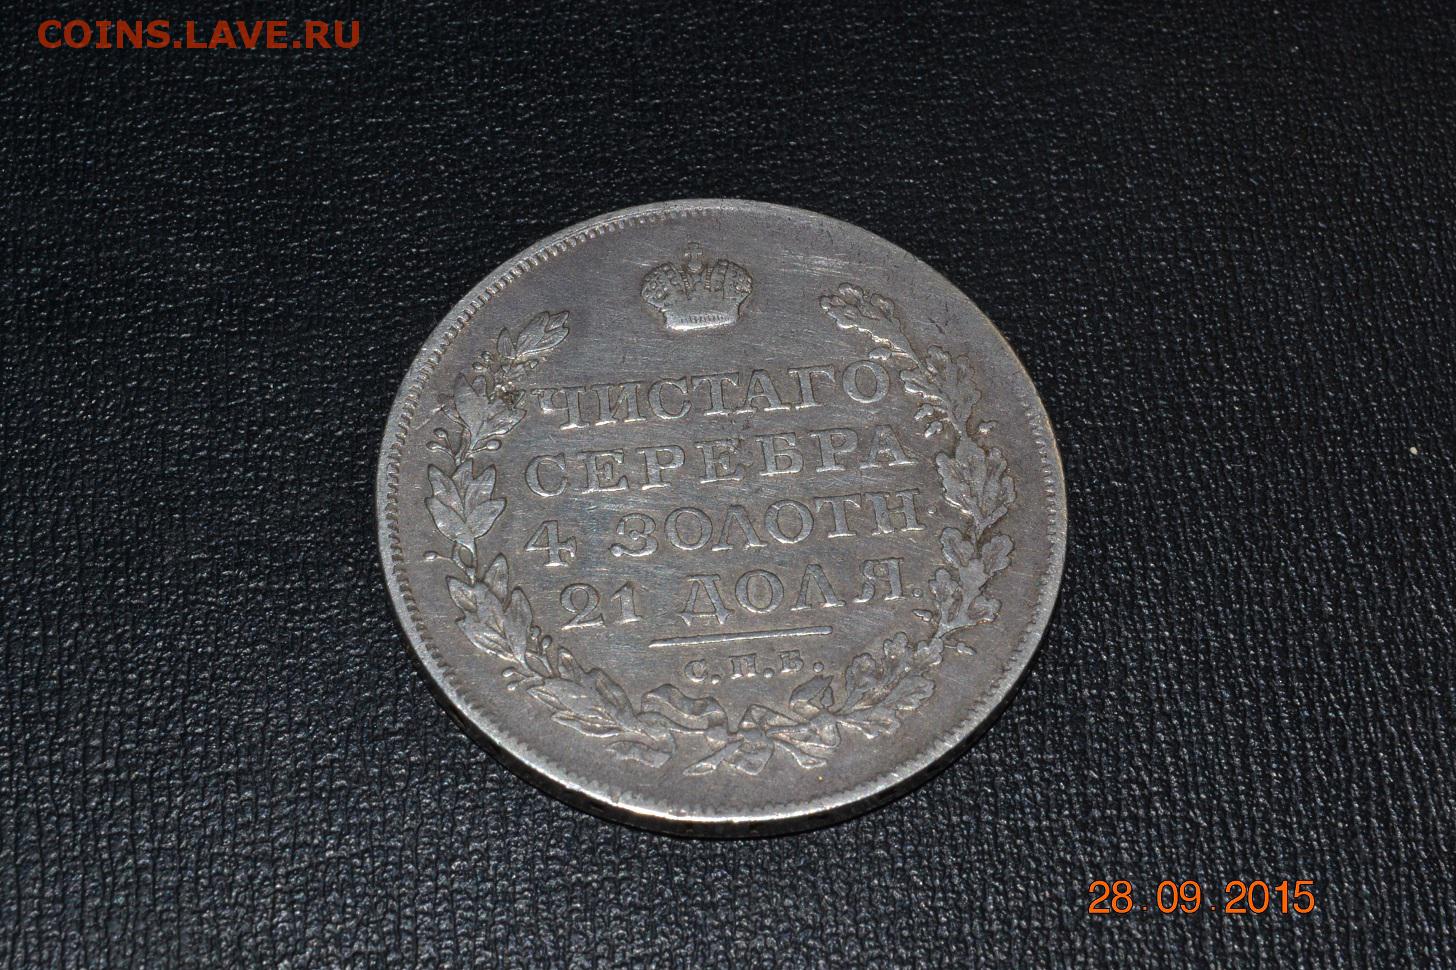 COINS.LAVE.RU
ЧИСТАГО
СЕРЕБРА
4 ЗОЛОТН
21 ДОЛЯ.
С.П.Б.
28.09.2015